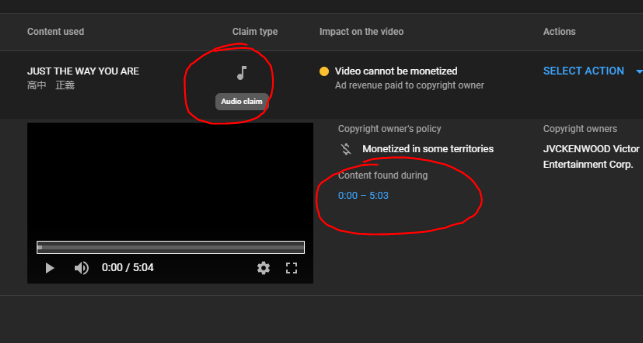 Content used
Claim type
Impact on the video
Actions
JUST THE WAY YOU ARE
高中 正義
Audio claim
Video cannot be monetized
Ad revenue paid to copyright owner
SELECT ACTION
Copyright owner's policy
Monetized in some territories
Content found during
0:00 – 5:03
Copyright owners
JVCKENWOOD Victor
Entertainment Corp.
0:00 / 5:04